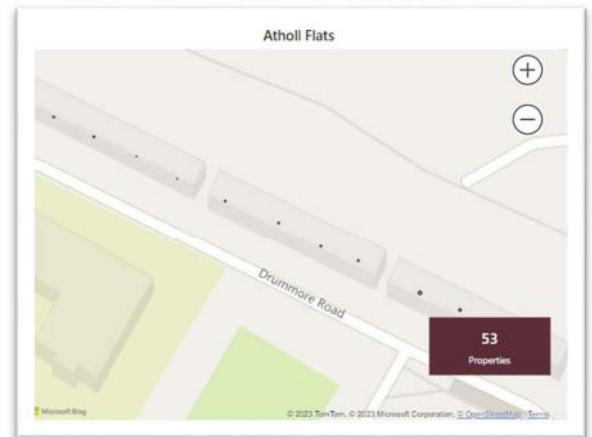 Atholl Flats
+
−
Drummore Road
53
Properties
Microsoft Bing
© 2023 TomTom, © 2023 Microsoft Corporation, © OpenStreetMap Terms